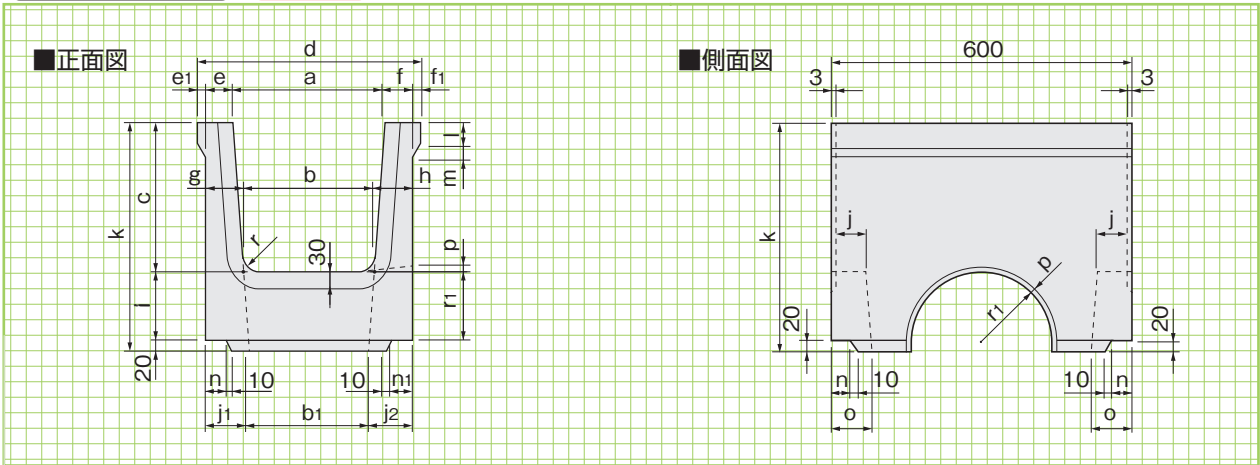 ■正面図
d
e1 e a f f1
l
m
g b h
c
k
r
30
p
i
r1
20
n 10 10 n1
j1 b1 j2
■側面図
600
3 3
k
j j
p
r1
20 20
n 10 10 n
o o